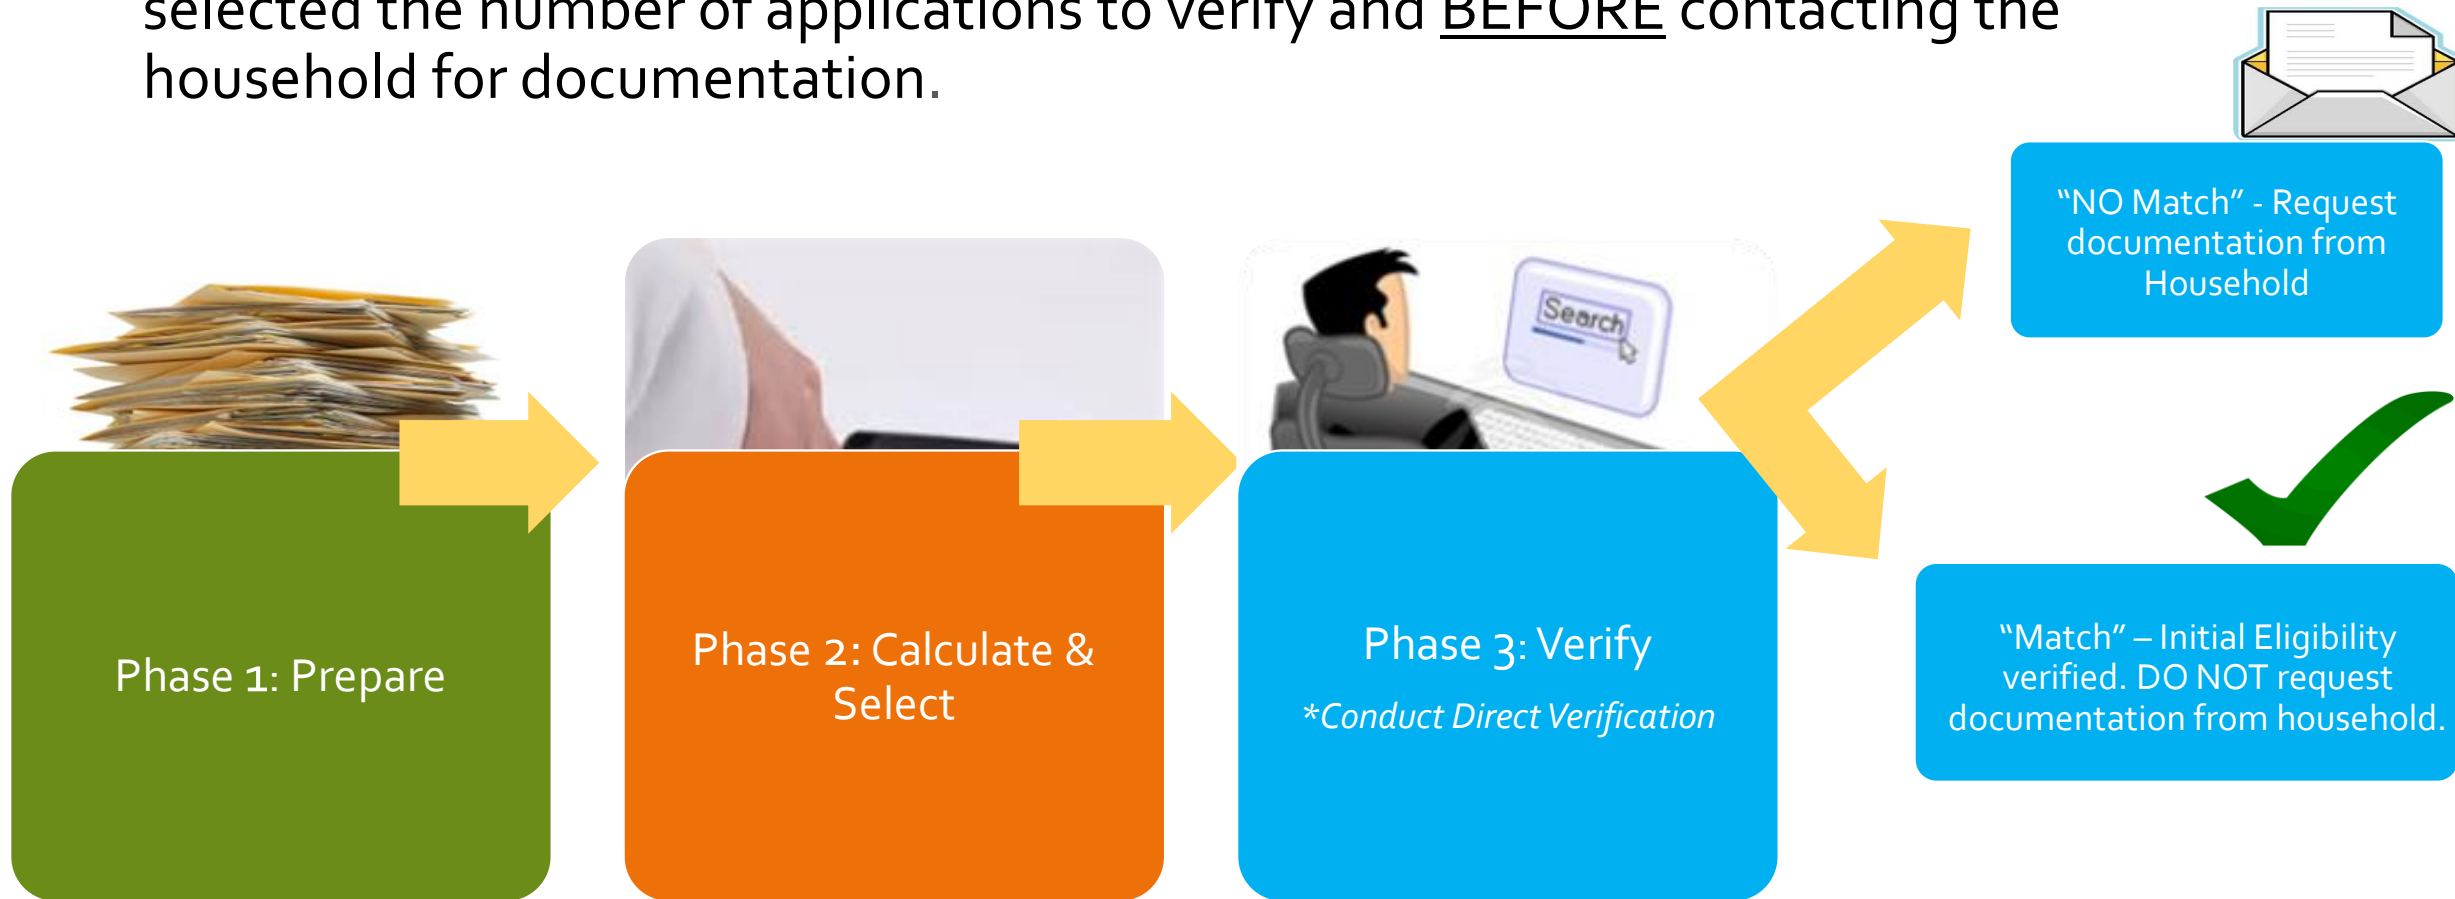 selected the number of applications to verify and BEFORE contacting the
household for documentation.
“NO Match” - Request
documentation from
Household
Search
Phase 1: Prepare
Phase 2: Calculate &
Select
Phase 3: Verify
*Conduct Direct Verification
“Match” – Initial Eligibility
verified. DO NOT request
documentation from household.